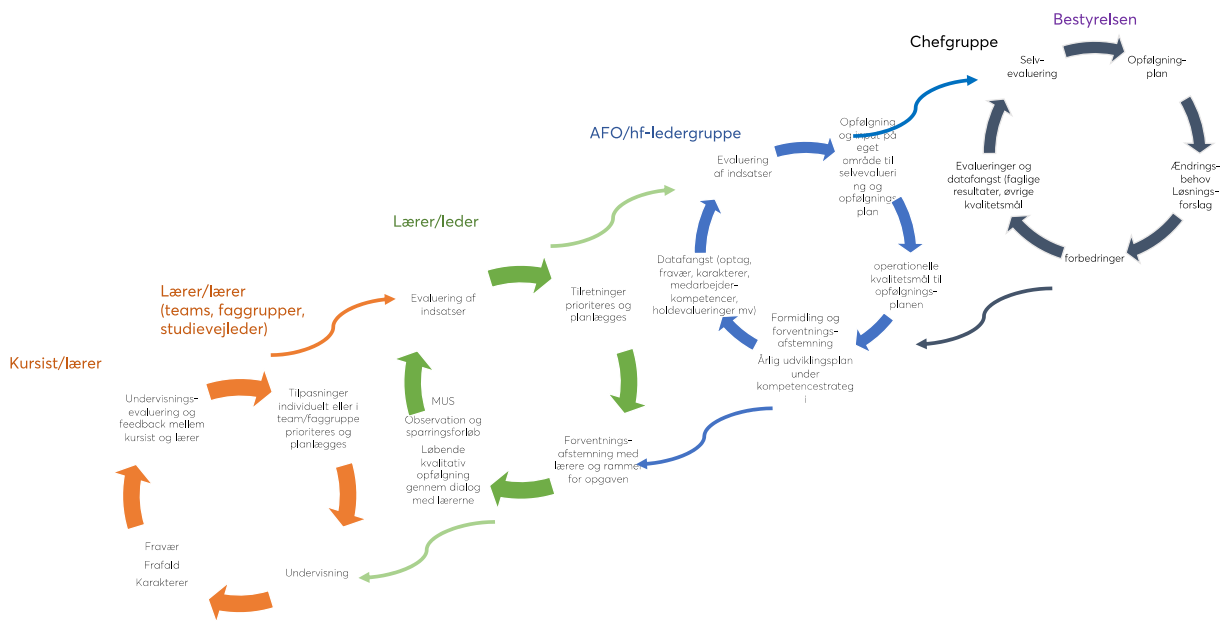 Bestyrelsen
Chefgruppe
Selv-
evaluering
Opfølgning-
plan
Ændrings-
behov
Løsnings-
forslag
forbedringer
Evalueringer og
datafangst (faglige
resultater, øvrige
kvalitetsmål)
AFO/hf-ledergruppe
Evaluering
af indsatser
Opfølgning
og input på
eget
område til
selvevalueri
ng og
opfølgnings
plan
operationelle
kvalitetsmål til
opfølgnings-
planen
Formidling og
forventnings-
afstemning
Årlig udviklingsplan
under
kompetencestrateg
i
Datafangst (optag,
fravær, karakterer,
medarbejder-
kompetencer,
holdevalueringer mv)
Lærer/leder
Evaluering af
indsatser
Tilretninger
prioriteres og
planlægges
Forventnings-
afstemning med
lærere og rammer
for opgaven
MUS
Observation og
sparringsforløb
Løbende
kvalitativ
opfølgning
gennem dialog
med lærerne
Lærer/lærer
(teams, faggrupper,
studievejleder)
Kursist/lærer
Undervisnings-
evaluering og
feedback mellem
kursist og lærer
Tilpasninger
individuelt eller i
team/faggruppe
prioriteres og
planlægges
Undervisning
Fravær
Frafald
Karakterer